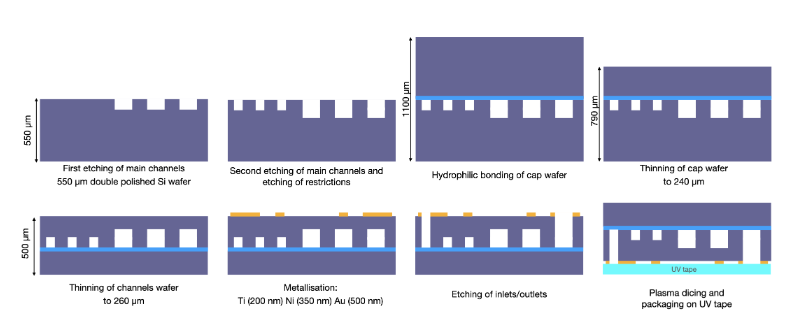 550 µm
First etching of main channels
550 µm double polished Si wafer
Second etching of main channels and
etching of restrictions
1100 µm
Hydrophilic bonding of cap wafer
790 µm
Thinning of cap wafer
to 240 µm
500 µm
Thinning of channels wafer
to 260 µm
Metallisation:
Ti (200 nm) Ni (350 nm) Au (500 nm)
Etching of inlets/outlets
UV tape
Plasma dicing and
packaging on UV tape